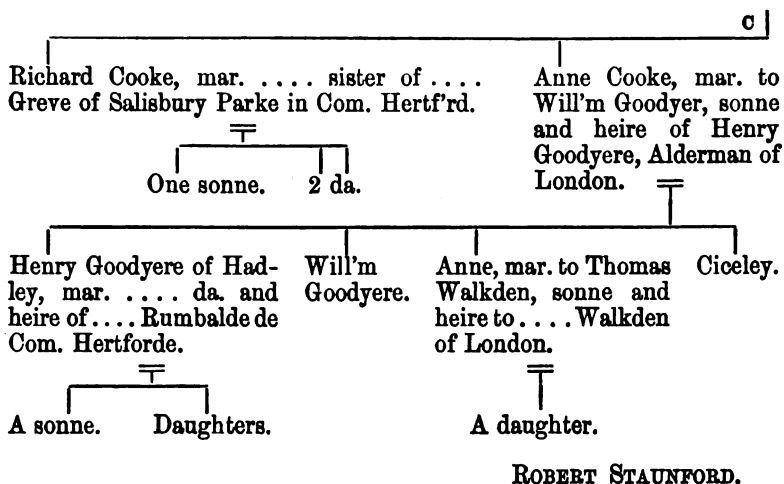 C
Richard Cooke, mar. .... sister of ....
Greve of Salisbury Parke in Com. Hertf'rd.
Anne Cooke, mar. to
Will'm Goodyer, sonne
and heire of Henry
Goodyere, Alderman of
London.
One sonne. 2 da.
Henry Goodyere of Had-
ley, mar. ..... da. and
heire of .... Rumbalde de
Com. Hertforde.
Will'm
Goodyere.
Anne, mar. to Thomas
Walkden, sonne and
heire to .... Walkden
of London.
Ciceley.
A sonne. Daughters.
A daughter.
ROBERT STAUNFORD.